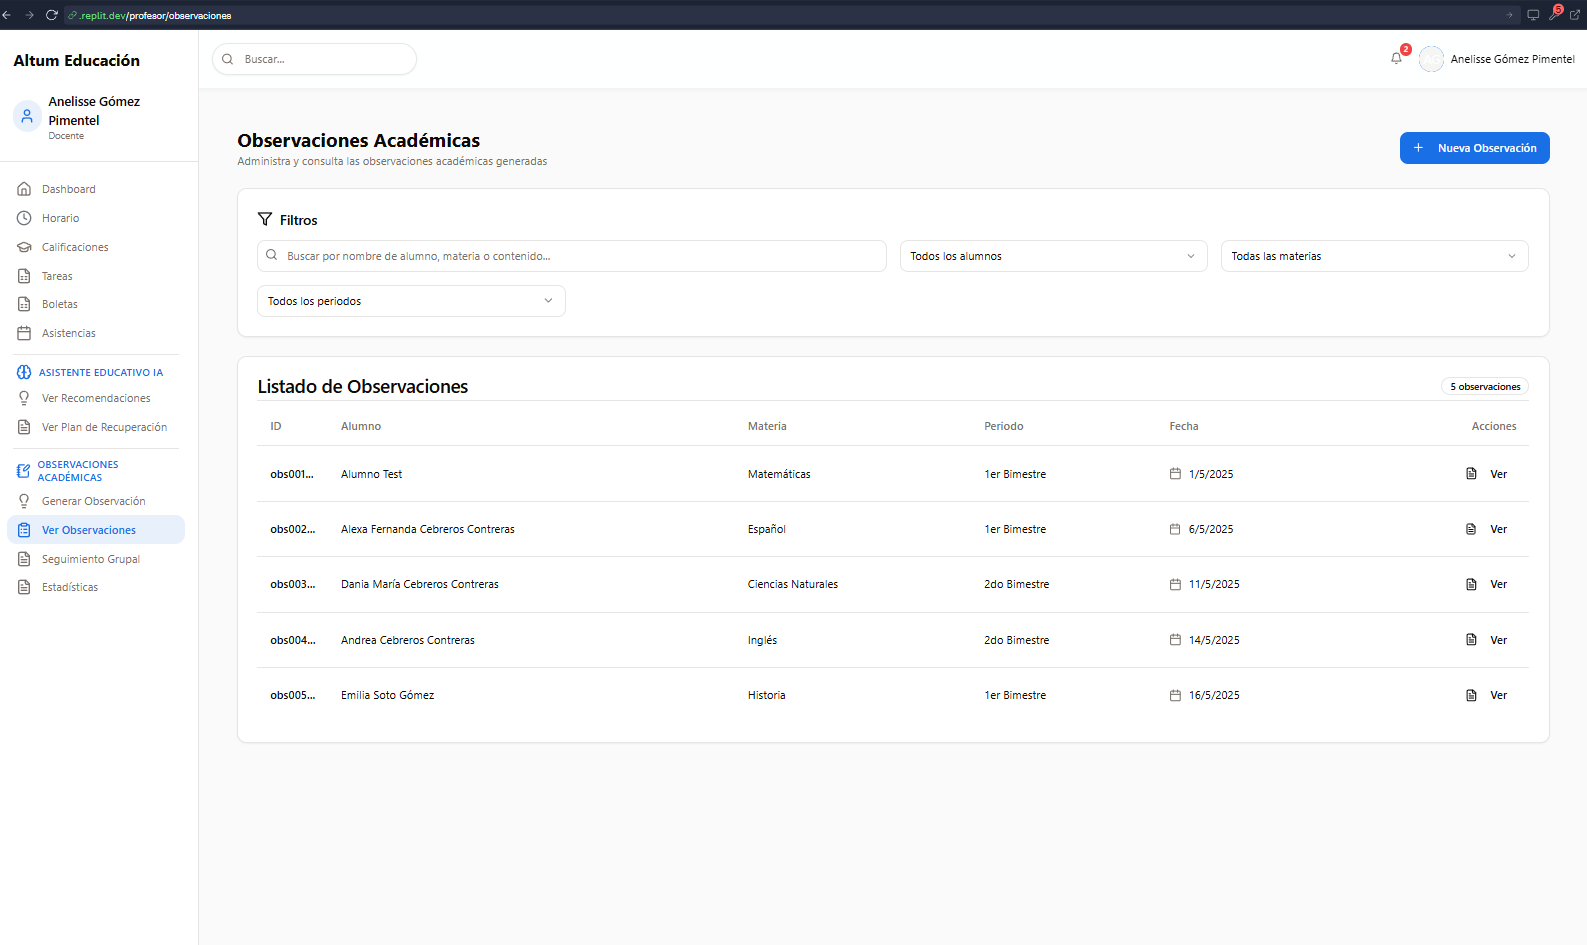 .replit.dev/profesor/observaciones
5
Altum Educación
Buscar...
2
Anelisse Gómez Pimentel
Anelisse Gómez
Pimentel
Docente
Dashboard
Horario
Calificaciones
Tareas
Boletas
Asistencias
ASISTENTE EDUCATIVO IA
Ver Recomendaciones
Ver Plan de Recuperación
OBSERVACIONES
ACADÉMICAS
Generar Observación
Ver Observaciones
Seguimiento Grupal
Estadísticas
Observaciones Académicas
Administra y consulta las observaciones académicas generadas
Nueva Observación
Filtros
Buscar por nombre de alumno, materia o contenido...
Todos los alumnos
Todas las materias
Todos los periodos
Listado de Observaciones
5 observaciones
ID Alumno Materia Periodo Fecha Acciones
obs001... Alumno Test Matemáticas 1er Bimestre 1/5/2025 Ver
obs002... Alexa Fernanda Cebreros Contreras Español 1er Bimestre 6/5/2025 Ver
obs003... Dania María Cebreros Contreras Ciencias Naturales 2do Bimestre 11/5/2025 Ver
obs004... Andrea Cebreros Contreras Inglés 2do Bimestre 14/5/2025 Ver
obs005... Emilia Soto Gómez Historia 1er Bimestre 16/5/2025 Ver